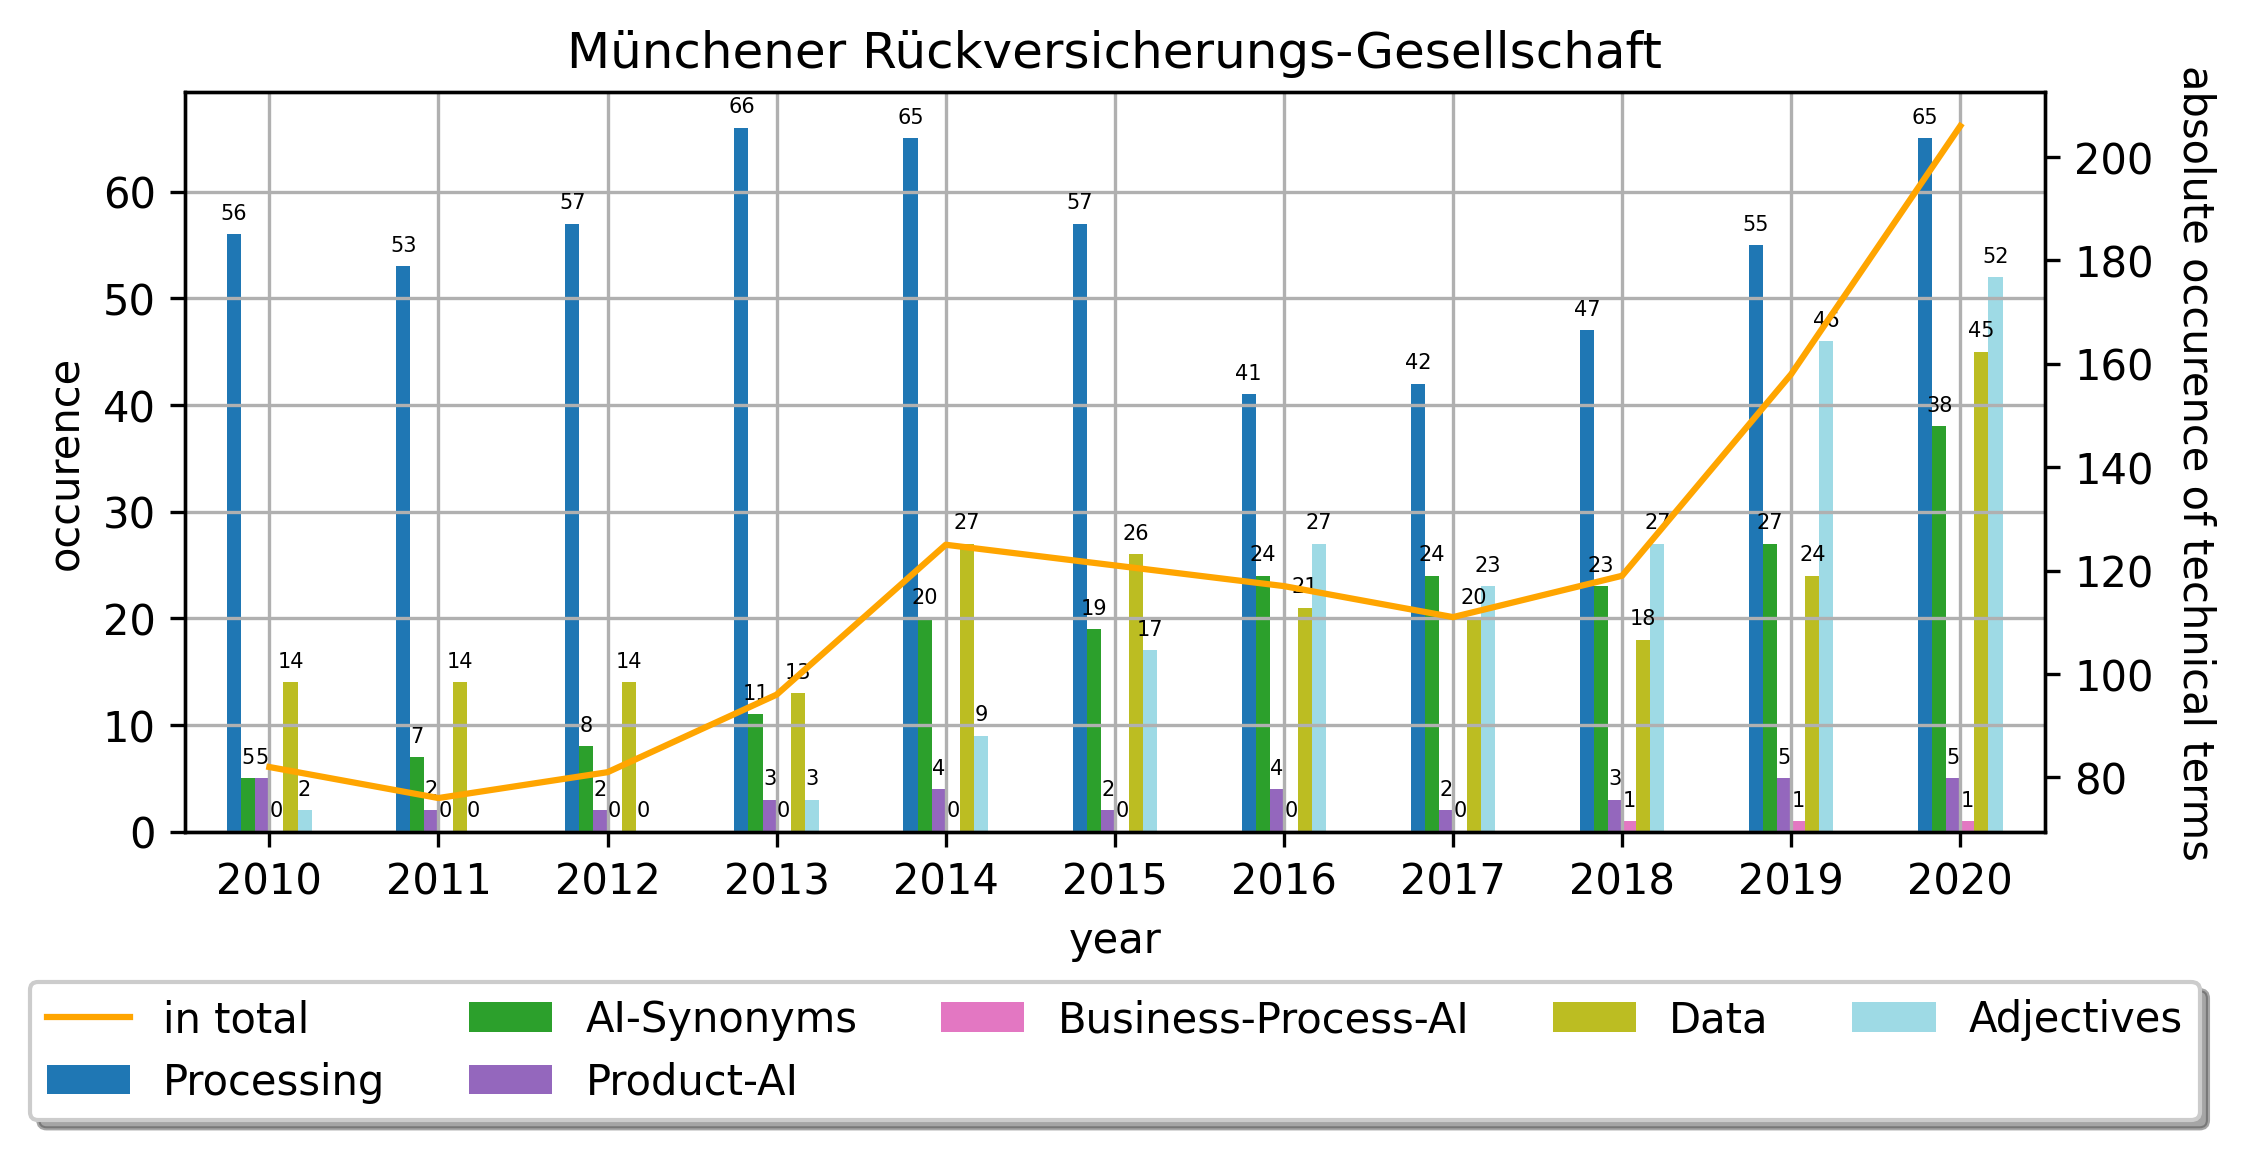 Münchener Rückversicherungs-Gesellschaft
occurence
absolute occurence of technical terms
60
50
40
30
20
10
0
200
180
160
140
120
100
80
56 5 5 0 14 2
53 7 2 0 14 0
57 8 2 0 14 0
66 11 3 0 13 3
65 20 4 0 27 9
57 19 2 0 26 17
41 24 4 0 21 27
42 24 2 0 20 23
47 23 3 1 18 27
55 27 5 1 24 46
65 38 5 1 45 52
2010 2011 2012 2013 2014 2015 2016 2017 2018 2019 2020
year
in total AI-Synonyms Business-Process-AI Data Adjectives
Processing Product-AI